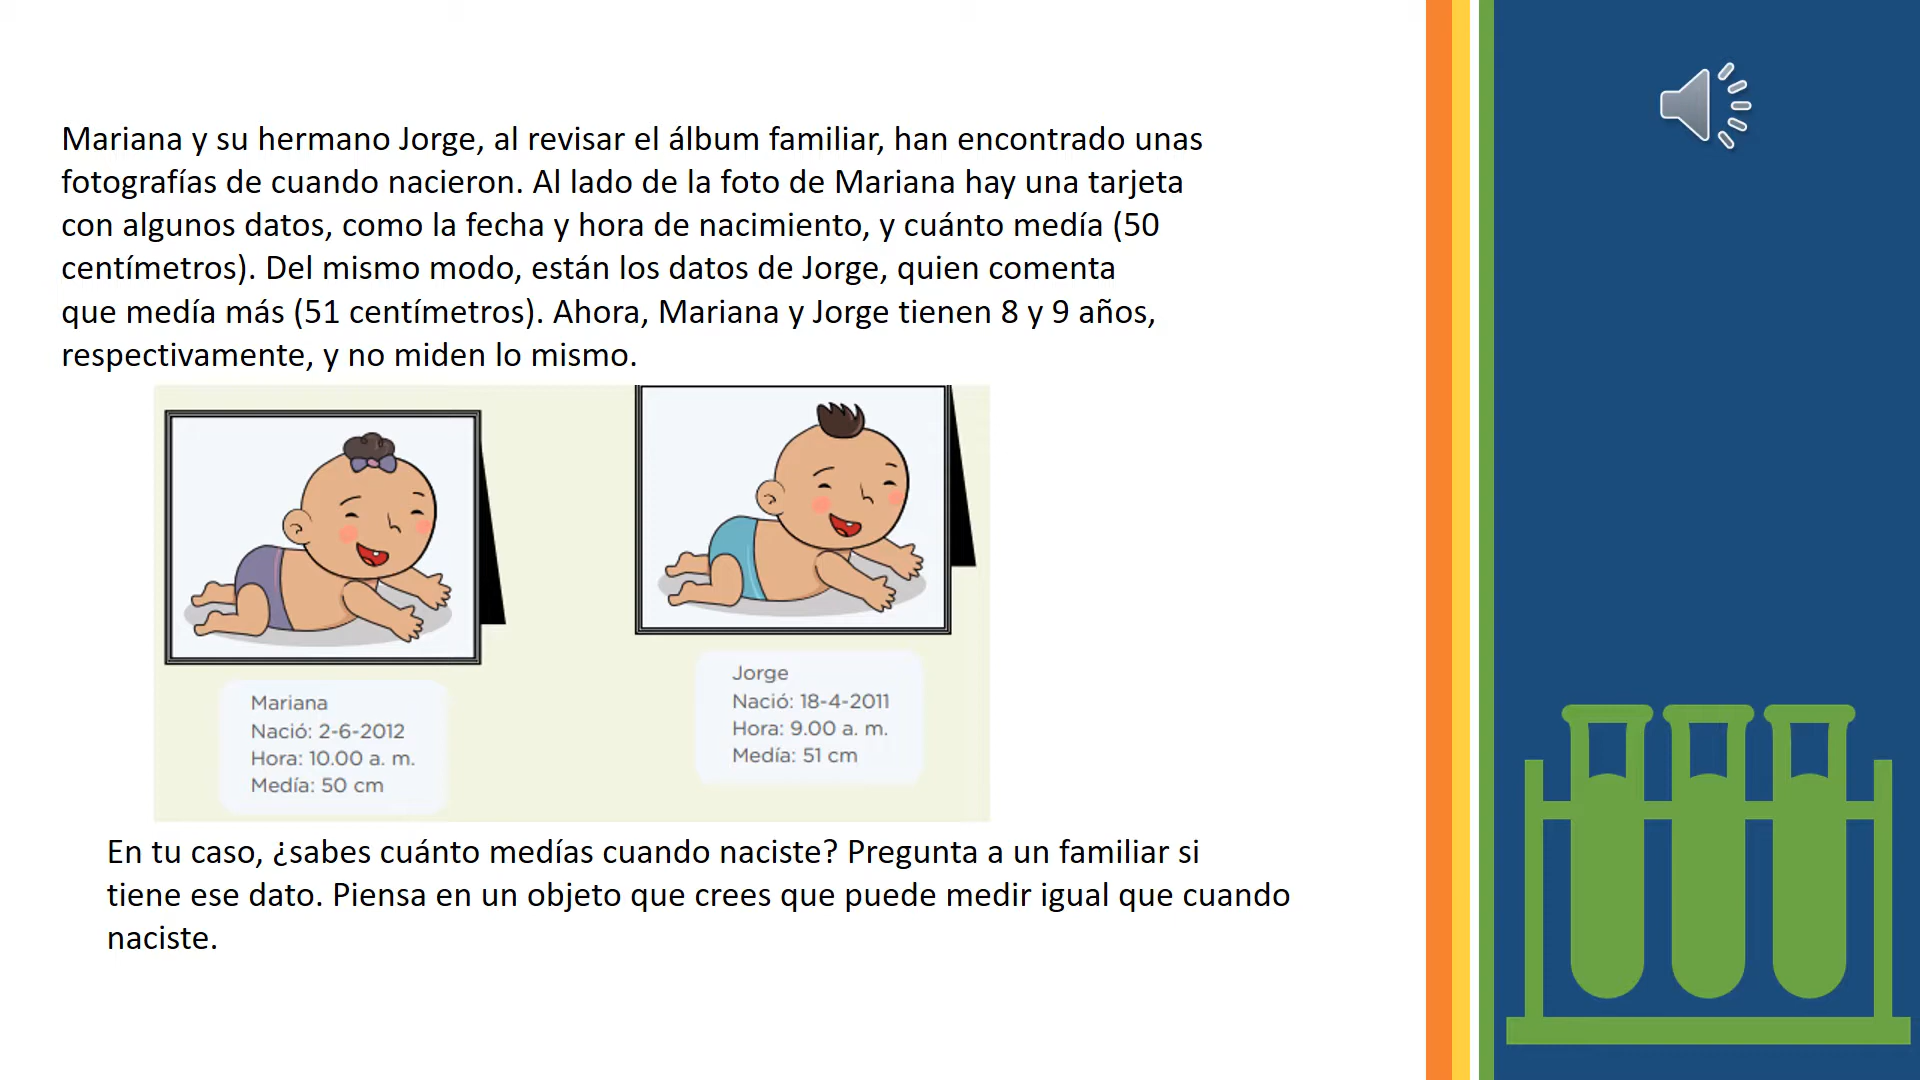 Mariana y su hermano Jorge, al revisar el álbum familiar, han encontrado unas
fotografías de cuando nacieron. Al lado de la foto de Mariana hay una tarjeta
con algunos datos, como la fecha y hora de nacimiento, y cuánto medía (50
centímetros). Del mismo modo, están los datos de Jorge, quien comenta
que medía más (51 centímetros). Ahora, Mariana y Jorge tienen 8 y 9 años,
respectivamente, y no miden lo mismo.
Mariana
Nació: 2-6-2012
Hora: 10.00 a. m.
Medía: 50 cm
Jorge
Nació: 18-4-2011
Hora: 9.00 a. m.
Medía: 51 cm
En tu caso, ¿sabes cuánto medías cuando naciste? Pregunta a un familiar si
tiene ese dato. Piensa en un objeto que crees que puede medir igual que cuando
naciste.